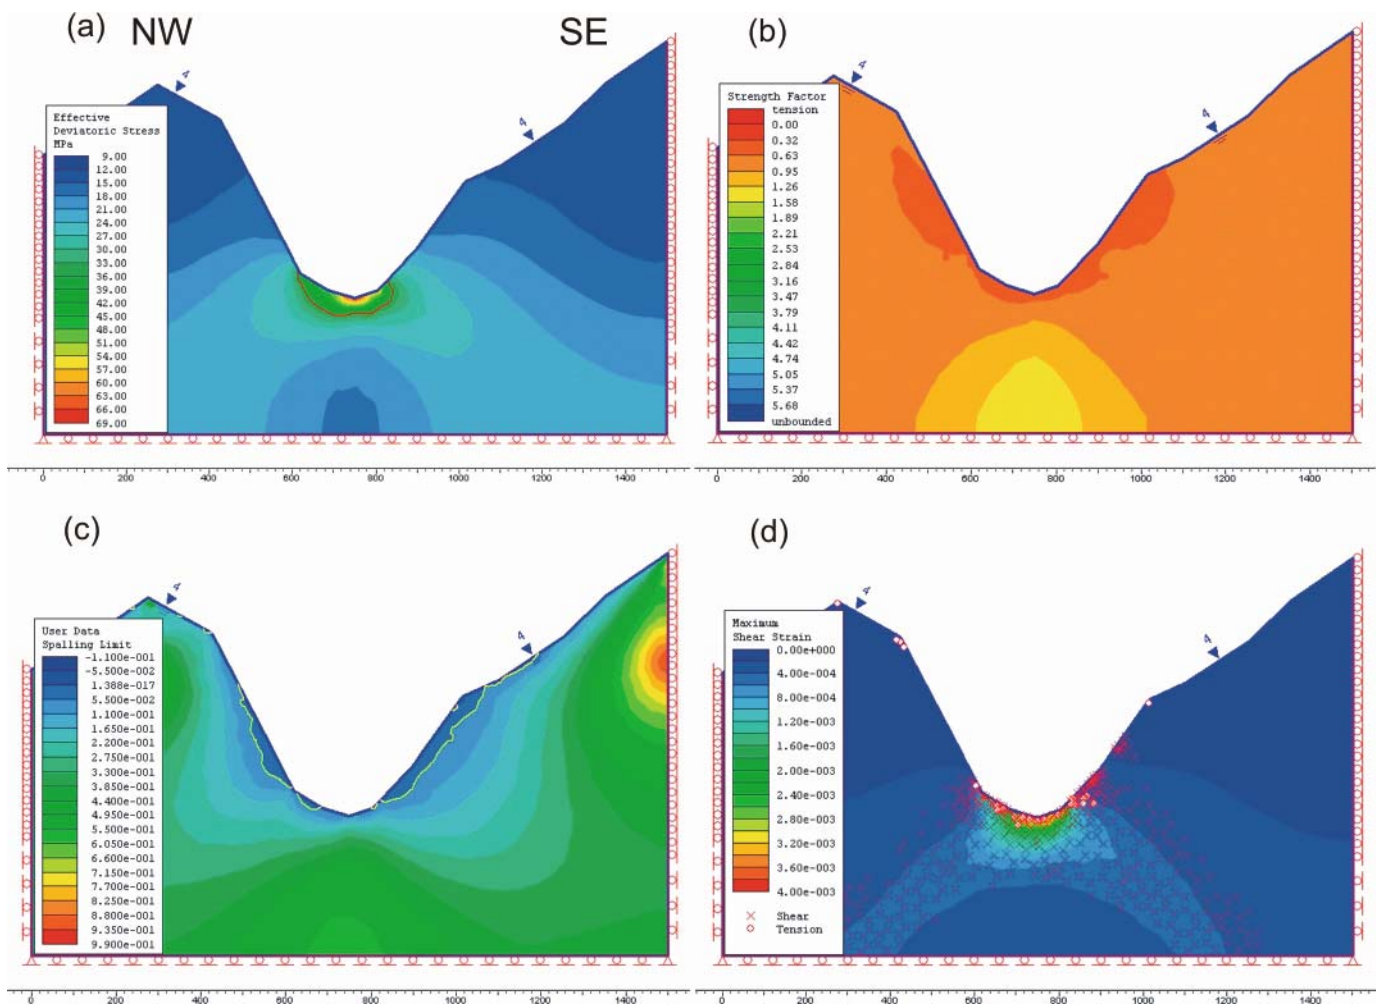 (a) NW
SE
4
4
Effective
Deviatoric Stress
MPa
9.00
12.00
15.00
18.00
21.00
24.00
27.00
30.00
33.00
36.00
39.00
42.00
45.00
48.00
51.00
54.00
57.00
60.00
63.00
66.00
69.00
0 200 400 600 800 1000 1200 1400
(b)
4
4
Strength Factor
tension
0.00
0.32
0.63
0.95
1.26
1.58
1.89
2.21
2.53
2.84
3.16
3.47
3.79
4.11
4.42
4.74
5.05
5.37
5.68
unbounded
0 200 400 600 800 1000 1200 1400
(c)
4
4
User Data
Spalling Limit
-1.100e-001
-5.500e-002
1.388e-017
5.500e-002
1.100e-001
1.650e-001
2.200e-001
2.750e-001
3.300e-001
3.850e-001
4.400e-001
4.950e-001
5.500e-001
6.050e-001
6.600e-001
7.150e-001
7.700e-001
8.250e-001
8.800e-001
9.350e-001
9.900e-001
0 200 400 600 800 1000 1200 1400
(d)
4
4
Maximum
Shear Strain
0.00e+000
4.00e-004
8.00e-004
1.20e-003
1.60e-003
2.00e-003
2.40e-003
2.80e-003
3.20e-003
3.60e-003
4.00e-003
Shear
Tension
0 200 400 600 800 1000 1200 1400